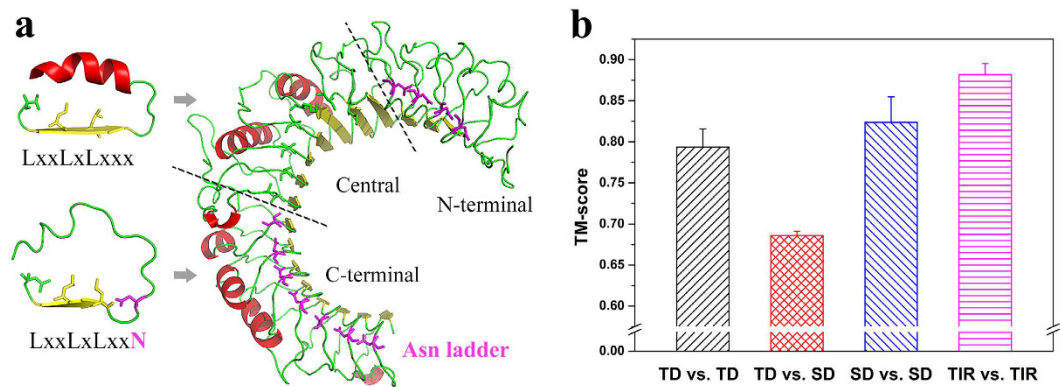 a
LxxLxLxxx
LxxLxLxxN
Central
N-terminal
C-terminal
Asn ladder
b
TM-score
0.90
0.85
0.80
0.75
0.70
0.65
0.60
0.00
TD vs. TD
TD vs. SD
SD vs. SD
TIR vs. TIR